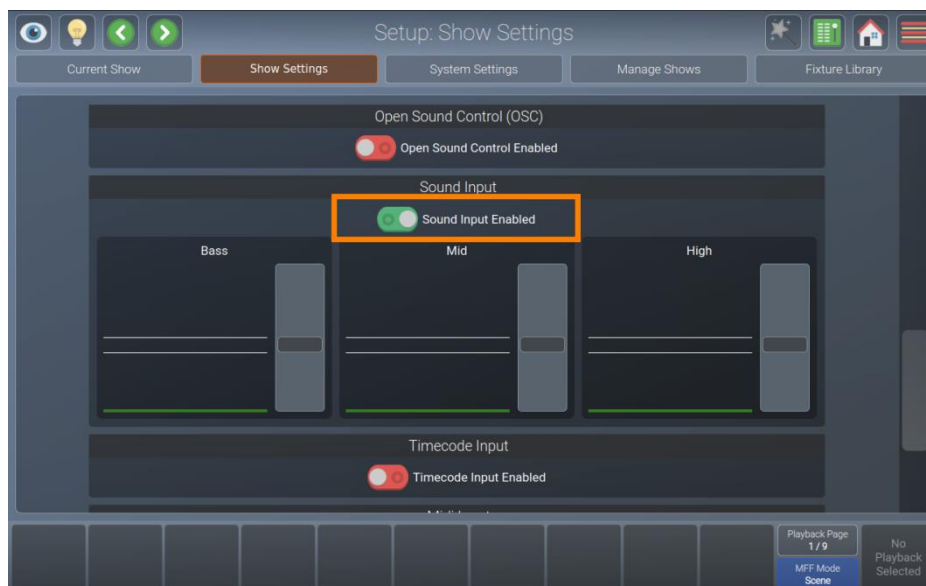 Setup: Show Settings
Current Show
Show Settings
System Settings
Manage Shows
Fixture Library
Open Sound Control (OSC)
Open Sound Control Enabled
Sound Input
Sound Input Enabled
Bass
Mid
High
Timecode Input
Timecode Input Enabled
Playback Page
1 / 9
MFF Mode
Scene
No
Playback
Selected